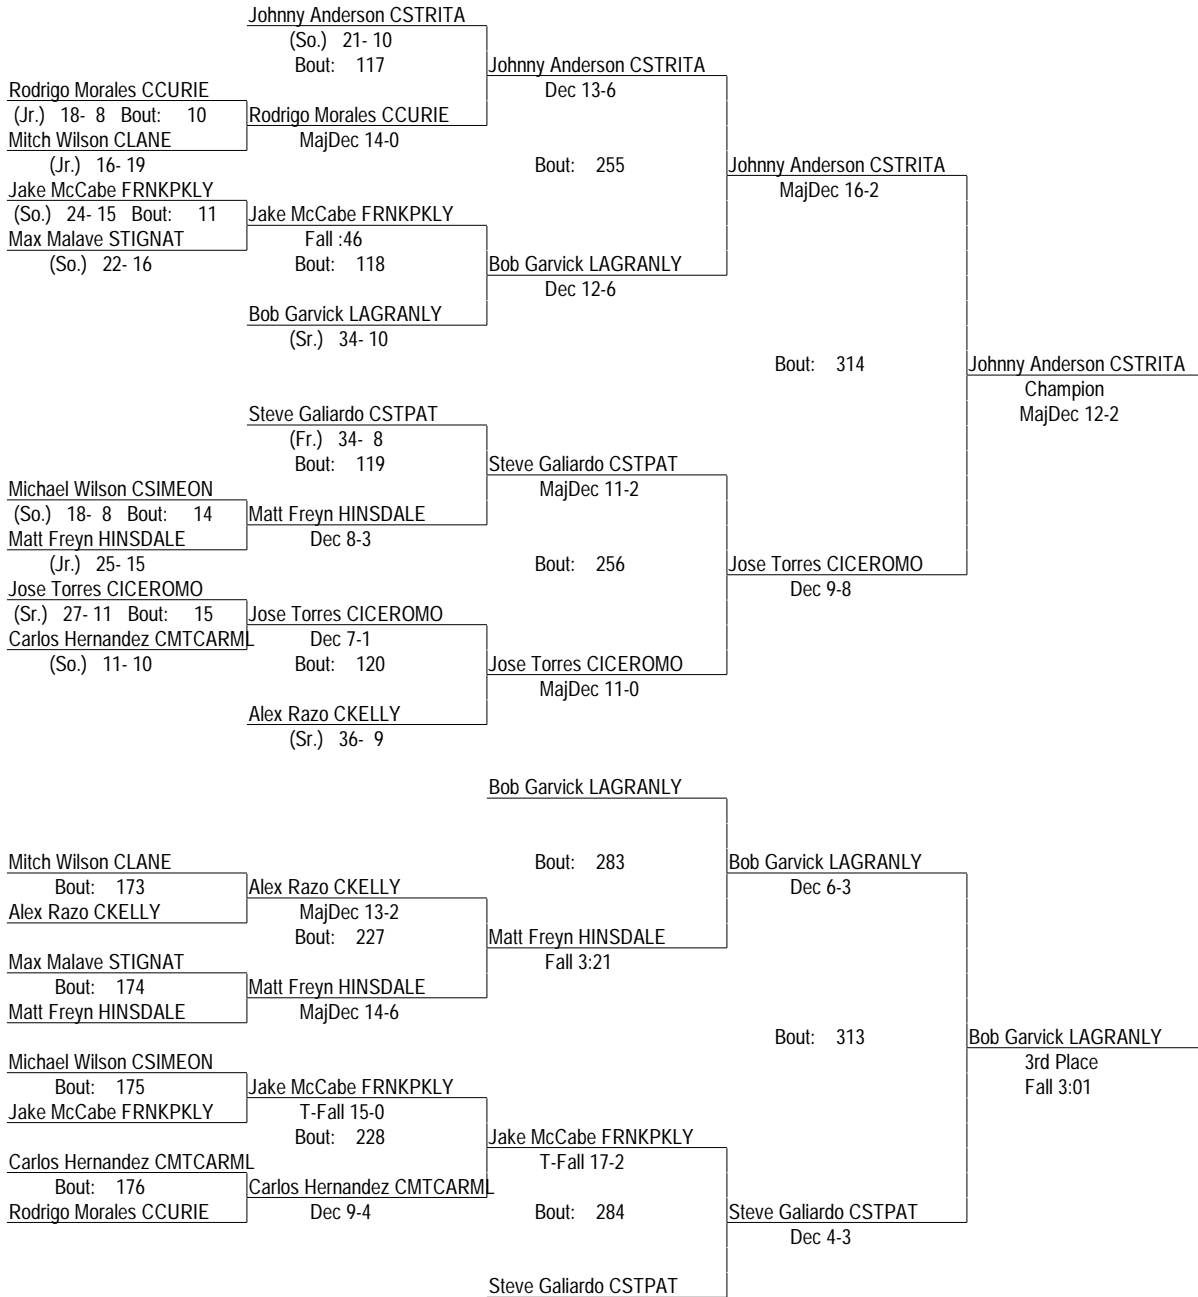 Johnny Anderson CSTRITA
(So.) 21- 10
Bout: 117
Johnny Anderson CSTRITA
Dec 13-6
Rodrigo Morales CCURIE
(Jr.) 18- 8 Bout: 10
Rodrigo Morales CCURIE
Mitch Wilson CLANE
MajDec 14-0
(Jr.) 16- 19
Bout: 255
Johnny Anderson CSTRITA
MajDec 16-2
Jake McCabe FRNKPKLY
(So.) 24- 15 Bout: 11
Jake McCabe FRNKPKLY
Max Malave STIGNAT
Fall :46
(So.) 22- 16
Bout: 118
Bob Garvick LAGRANLY
Dec 12-6
Bob Garvick LAGRANLY
(Sr.) 34- 10
Bout: 314
Johnny Anderson CSTRITA
Champion
MajDec 12-2
Steve Galiardo CSTPAT
(Fr.) 34- 8
Bout: 119
Steve Galiardo CSTPAT
MajDec 11-2
Michael Wilson CSIMEON
(So.) 18- 8 Bout: 14
Matt Freyn HINSDALE
Matt Freyn HINSDALE
Dec 8-3
(Jr.) 25- 15
Bout: 256
Jose Torres CICEROMO
Dec 9-8
Jose Torres CICEROMO
(Sr.) 27- 11 Bout: 15
Jose Torres CICEROMO
Carlos Hernandez CMTCARML
Dec 7-1
(So.) 11- 10
Bout: 120
Jose Torres CICEROMO
MajDec 11-0
Alex Razo CKELLY
(Sr.) 36- 9
Bob Garvick LAGRANLY
Bout: 283
Bob Garvick LAGRANLY
Dec 6-3
Mitch Wilson CLANE
Bout: 173
Alex Razo CKELLY
Alex Razo CKELLY
MajDec 13-2
Bout: 227
Matt Freyn HINSDALE
Fall 3:21
Max Malave STIGNAT
Bout: 174
Matt Freyn HINSDALE
Matt Freyn HINSDALE
MajDec 14-6
Bout: 313
Bob Garvick LAGRANLY
3rd Place
Fall 3:01
Michael Wilson CSIMEON
Bout: 175
Jake McCabe FRNKPKLY
Jake McCabe FRNKPKLY
T-Fall 15-0
Bout: 228
Jake McCabe FRNKPKLY
T-Fall 17-2
Carlos Hernandez CMTCARML
Bout: 176
Carlos Hernandez CMTCARML
Rodrigo Morales CCURIE
Dec 9-4
Bout: 284
Steve Galiardo CSTPAT
Dec 4-3
Steve Galiardo CSTPAT